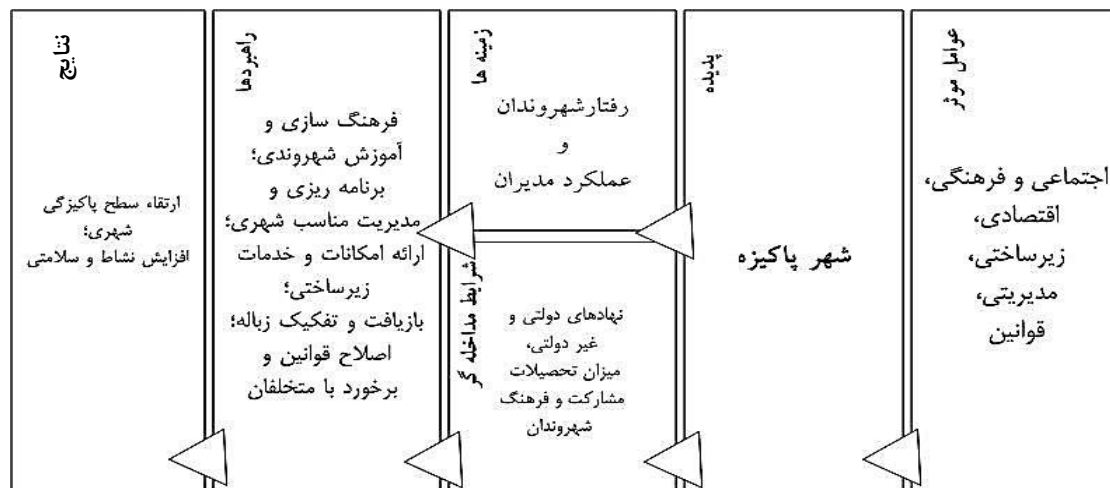 عوامل موثر
اجتماعی و فرهنگی،
اقتصادی،
زیرساختی،
مدیریتی،
قوانین
پدیده
شهر پاکیزه
زمینه ها
رفتارشهروندان
و
عملکرد مدیران
شرایط مداخله گر
نهادهای دولتی و
غیر دولتی،
میزان تحصیلات
مشارکت و فرهنگ
شهروندان
راهبردها
فرهنگ سازی و
آموزش شهروندی؛
برنامه ریزی و
مدیریت مناسب شهری؛
ارائه امکانات و خدمات
زیرساختی؛
بازیافت و تفکیک زباله؛
اصلاح قوانین و
برخورد با متخلفان
نتایج
ارتقاء سطح پاکیزگی
شهری؛
افزایش نشاط و سلامتی